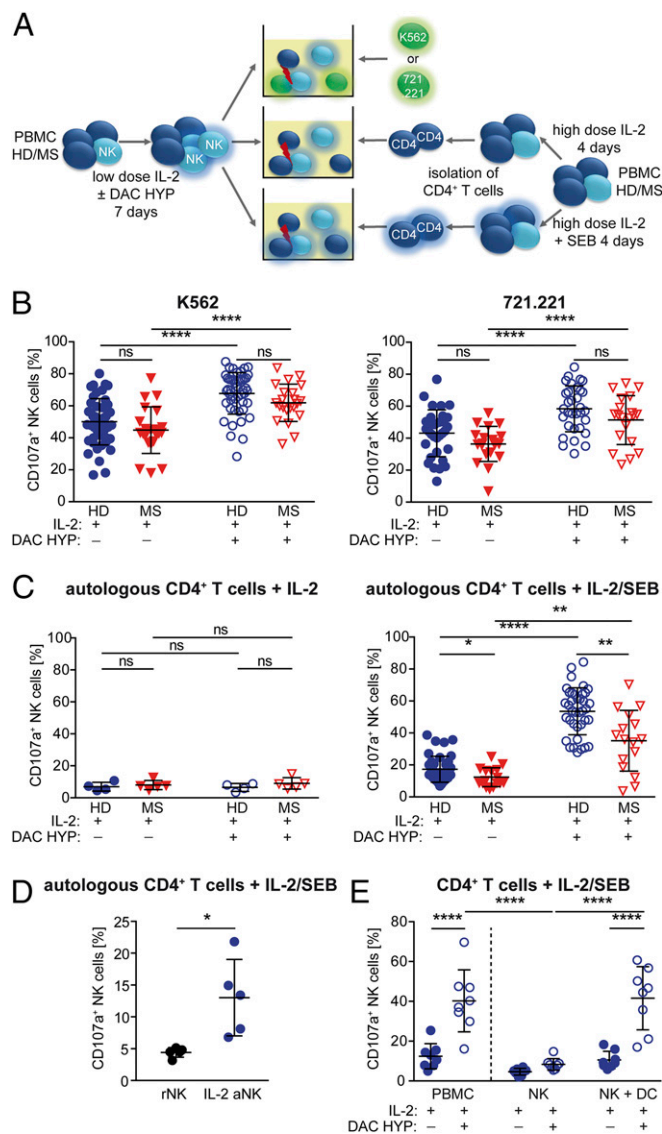 A
K562
or
721
221
PBMC
HD/MS
NK
NK
NK
low dose IL-2
± DAC HYP
7 days
CD4
CD4
isolation of
CD4+ T cells
high dose IL-2
4 days
PBMC
HD/MS
CD4
CD4
high dose IL-2
+ SEB 4 days
B
K562
CD107a+ NK cells [%]
100
80
60
40
20
0
****
****
ns
ns
HD MS HD MS
IL-2: + + + +
DAC HYP: – – + +
721.221
CD107a+ NK cells [%]
100
80
60
40
20
0
****
****
ns
ns
HD MS HD MS
IL-2: + + + +
DAC HYP: – – + +
C
autologous CD4+ T cells + IL-2
CD107a+ NK cells [%]
100
80
60
40
20
0
ns
ns
ns
ns
HD MS HD MS
IL-2: + + + +
DAC HYP: – – + +
autologous CD4+ T cells + IL-2/SEB
CD107a+ NK cells [%]
100
80
60
40
20
0
**
****
*
**
HD MS HD MS
IL-2: + + + +
DAC HYP: – – + +
D
autologous CD4+ T cells + IL-2/SEB
CD107a+ NK cells [%]
25
20
15
10
5
0
*
rNK IL-2 aNK
E
CD4+ T cells + IL-2/SEB
CD107a+ NK cells [%]
80
60
40
20
0
**** ****
**** ****
PBMC NK NK + DC
IL-2: + + + + + +
DAC HYP: – + – + – +